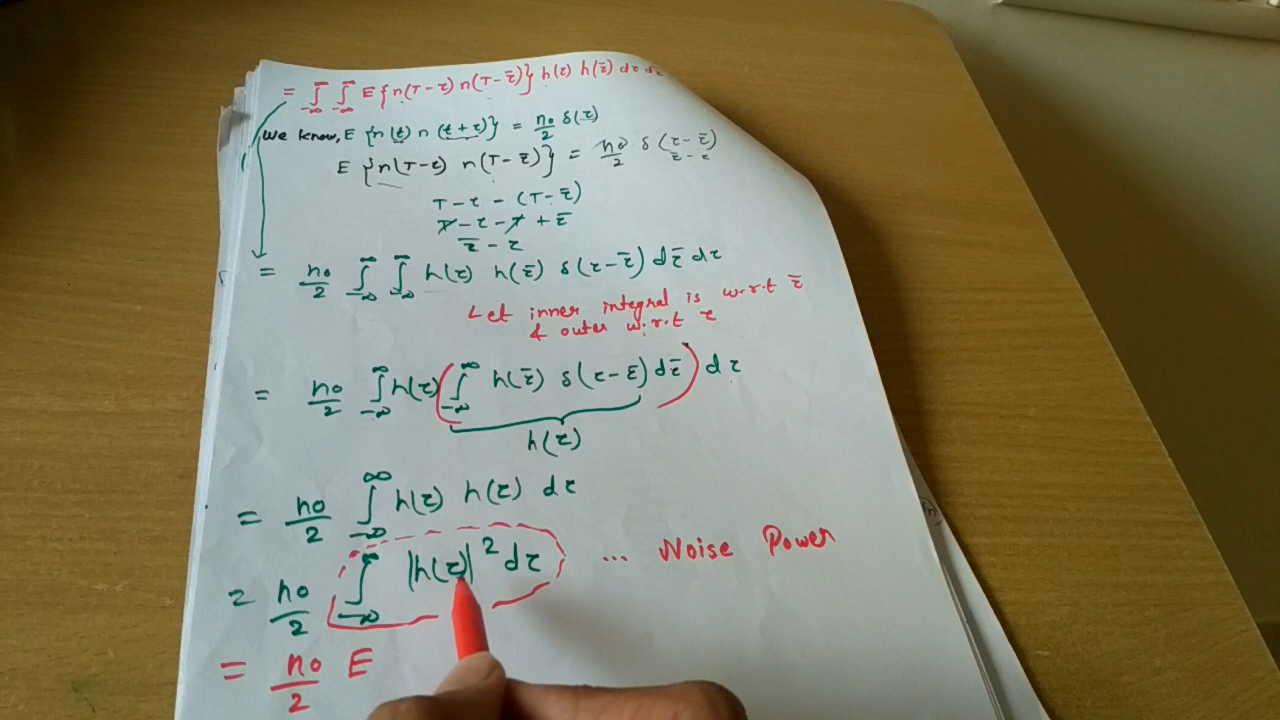 = ∫_{-∞}^{∞} ∫_{-∞}^{∞} E{n(T-τ) n(T-τ̄)} h(τ) h(τ̄) dτ dτ̄
We know, E {n(t) n(t+τ)} = n0/2 δ(τ)
E {n(T-τ) n(T-τ̄)} = n0/2 δ(τ-τ̄)
τ̄-τ
T-τ-(T-τ̄)
T-τ-T+τ̄
τ̄-τ
= n0/2 ∫_{-∞}^{∞} ∫_{-∞}^{∞} h(τ) h(τ̄) δ(τ-τ̄) dτ̄ dτ
Let inner integral is w.r.t τ̄
& outer w.r.t τ
= n0/2 ∫_{-∞}^{∞} h(τ) (∫_{-∞}^{∞} h(τ̄) δ(τ-τ̄) dτ̄) dτ
h(τ)
= n0/2 ∫_{-∞}^{∞} h(τ) h(τ) dτ
= n0/2 ∫_{-∞}^{∞} |h(τ)|² dτ ... Noise Power
= n0/2 E